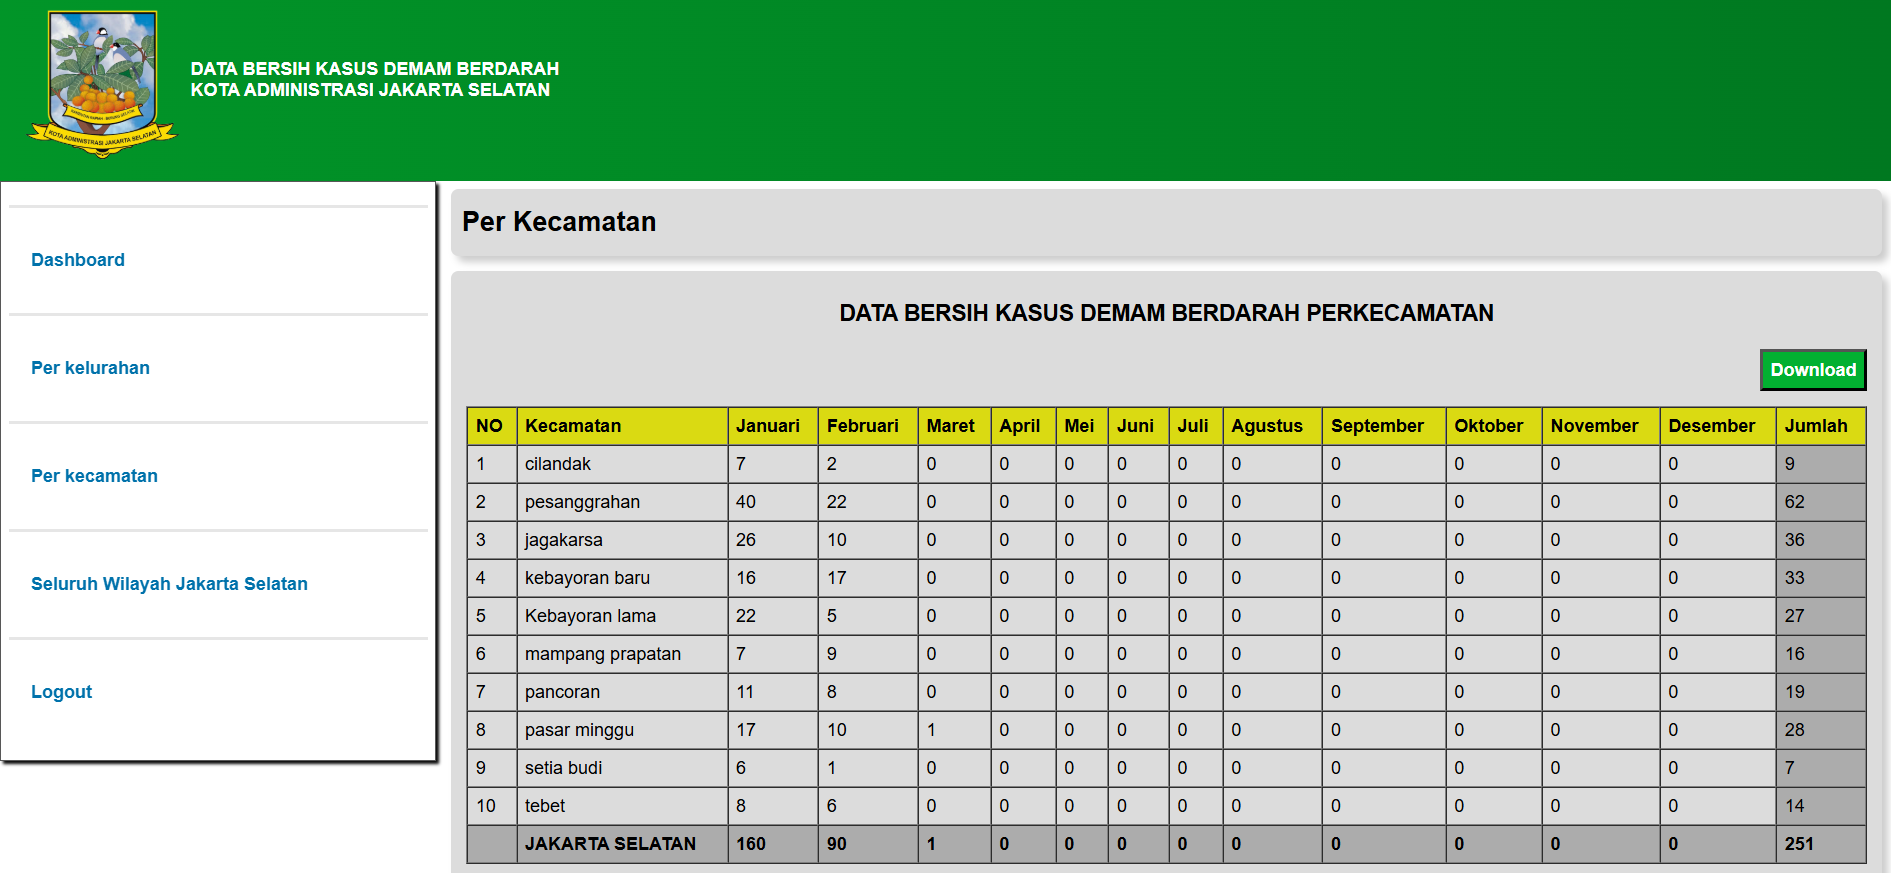 DATA BERSIH KASUS DEMAM BERDARAH
KOTA ADMINISTRASI JAKARTA SELATAN
KOTA ADMINISTRASI JAKARTA SELATAN
Dashboard
Per kelurahan
Per kecamatan
Seluruh Wilayah Jakarta Selatan
Logout
Per Kecamatan
DATA BERSIH KASUS DEMAM BERDARAH PERKECAMATAN
Download
NO Kecamatan Januari Februari Maret April Mei Juni Juli Agustus September Oktober November Desember Jumlah
1 cilandak 7 2 0 0 0 0 0 0 0 0 0 0 9
2 pesanggrahan 40 22 0 0 0 0 0 0 0 0 0 0 62
3 jagakarsa 26 10 0 0 0 0 0 0 0 0 0 0 36
4 kebayoran baru 16 17 0 0 0 0 0 0 0 0 0 0 33
5 Kebayoran lama 22 5 0 0 0 0 0 0 0 0 0 0 27
6 mampang prapatan 7 9 0 0 0 0 0 0 0 0 0 0 16
7 pancoran 11 8 0 0 0 0 0 0 0 0 0 0 19
8 pasar minggu 17 10 1 0 0 0 0 0 0 0 0 0 28
9 setia budi 6 1 0 0 0 0 0 0 0 0 0 0 7
10 tebet 8 6 0 0 0 0 0 0 0 0 0 0 14
JAKARTA SELATAN 160 90 1 0 0 0 0 0 0 0 0 0 251